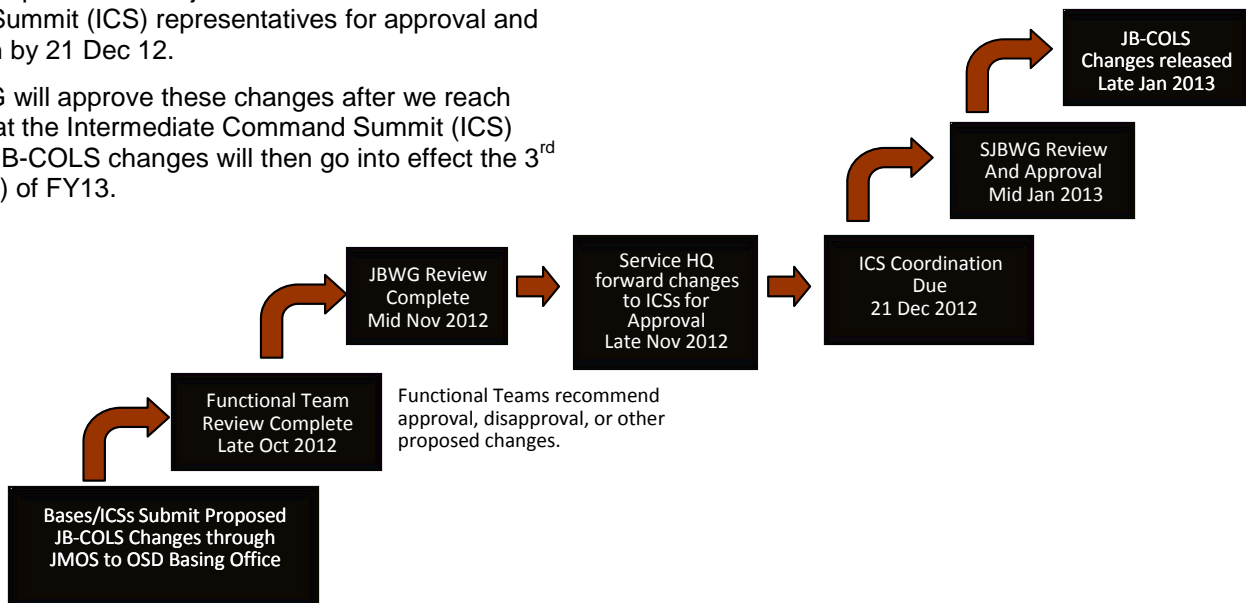 Summit (ICS) representatives for approval and
by 21 Dec 12.
will approve these changes after we reach
at the Intermediate Command Summit (ICS)
JB-COLS changes will then go into effect the 3rd
of FY13.
JB-COLS
Changes released
Late Jan 2013
SJBWG Review
And Approval
Mid Jan 2013
JBWG Review
Complete
Mid Nov 2012
Service HQ
forward changes
to ICSs for
Approval
Late Nov 2012
ICS Coordination
Due
21 Dec 2012
Functional Team
Review Complete
Late Oct 2012
Functional Teams recommend
approval, disapproval, or other
proposed changes.
Bases/ICSs Submit Proposed
JB-COLS Changes through
JMOS to OSD Basing Office